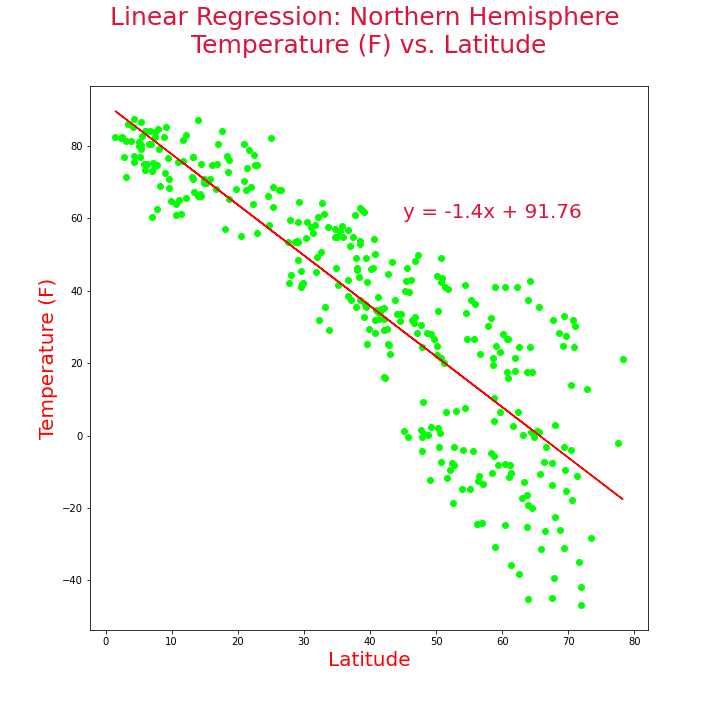 Linear Regression: Northern Hemisphere
Temperature (F) vs. Latitude
y = -1.4x + 91.76
Temperature (F)
80
60
40
20
0
−20
−40
0 10 20 30 40 50 60 70 80
Latitude